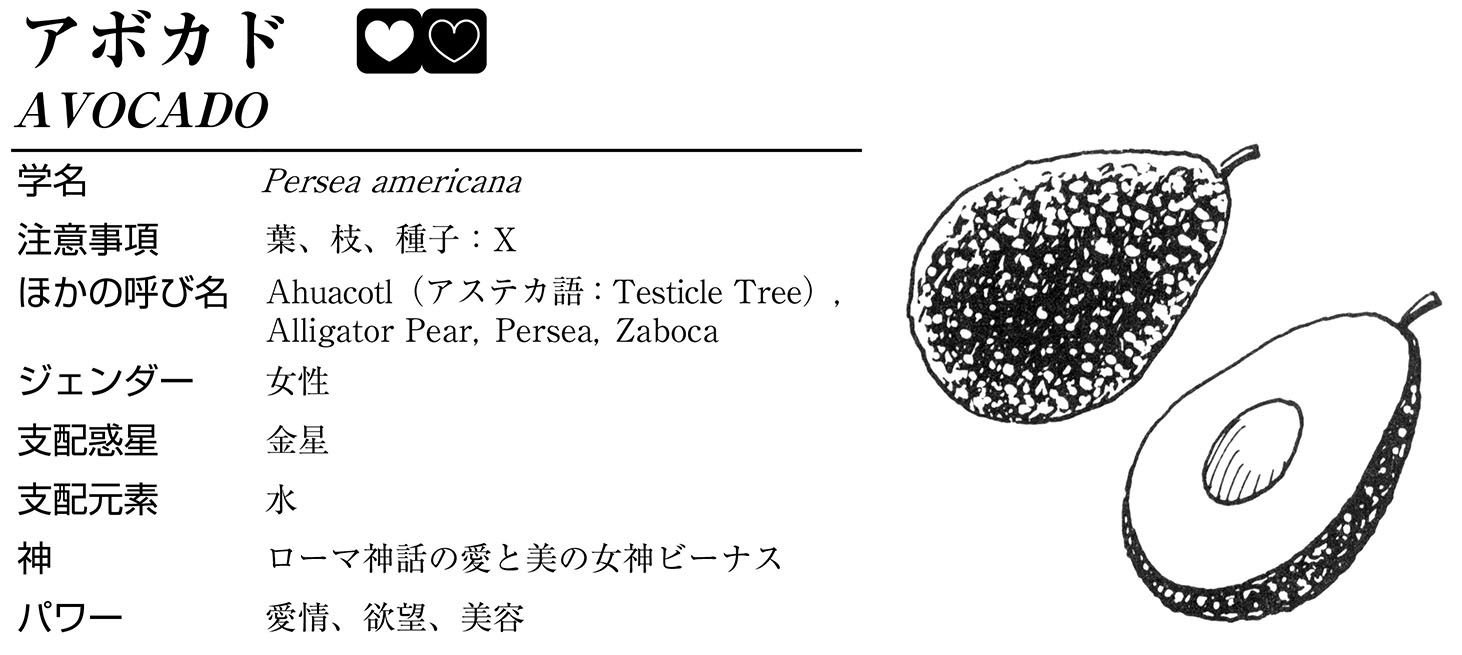 アボカド
AVOCADO
学名 Persea americana
注意事項 葉、枝、種子：X
ほかの呼び名 Ahuacotl（アステカ語：Testicle Tree）,
Alligator Pear, Persea, Zaboca
ジェンダー 女性
支配惑星 金星
支配元素 水
神 ローマ神話の愛と美の女神ビーナス
パワー 愛情、欲望、美容